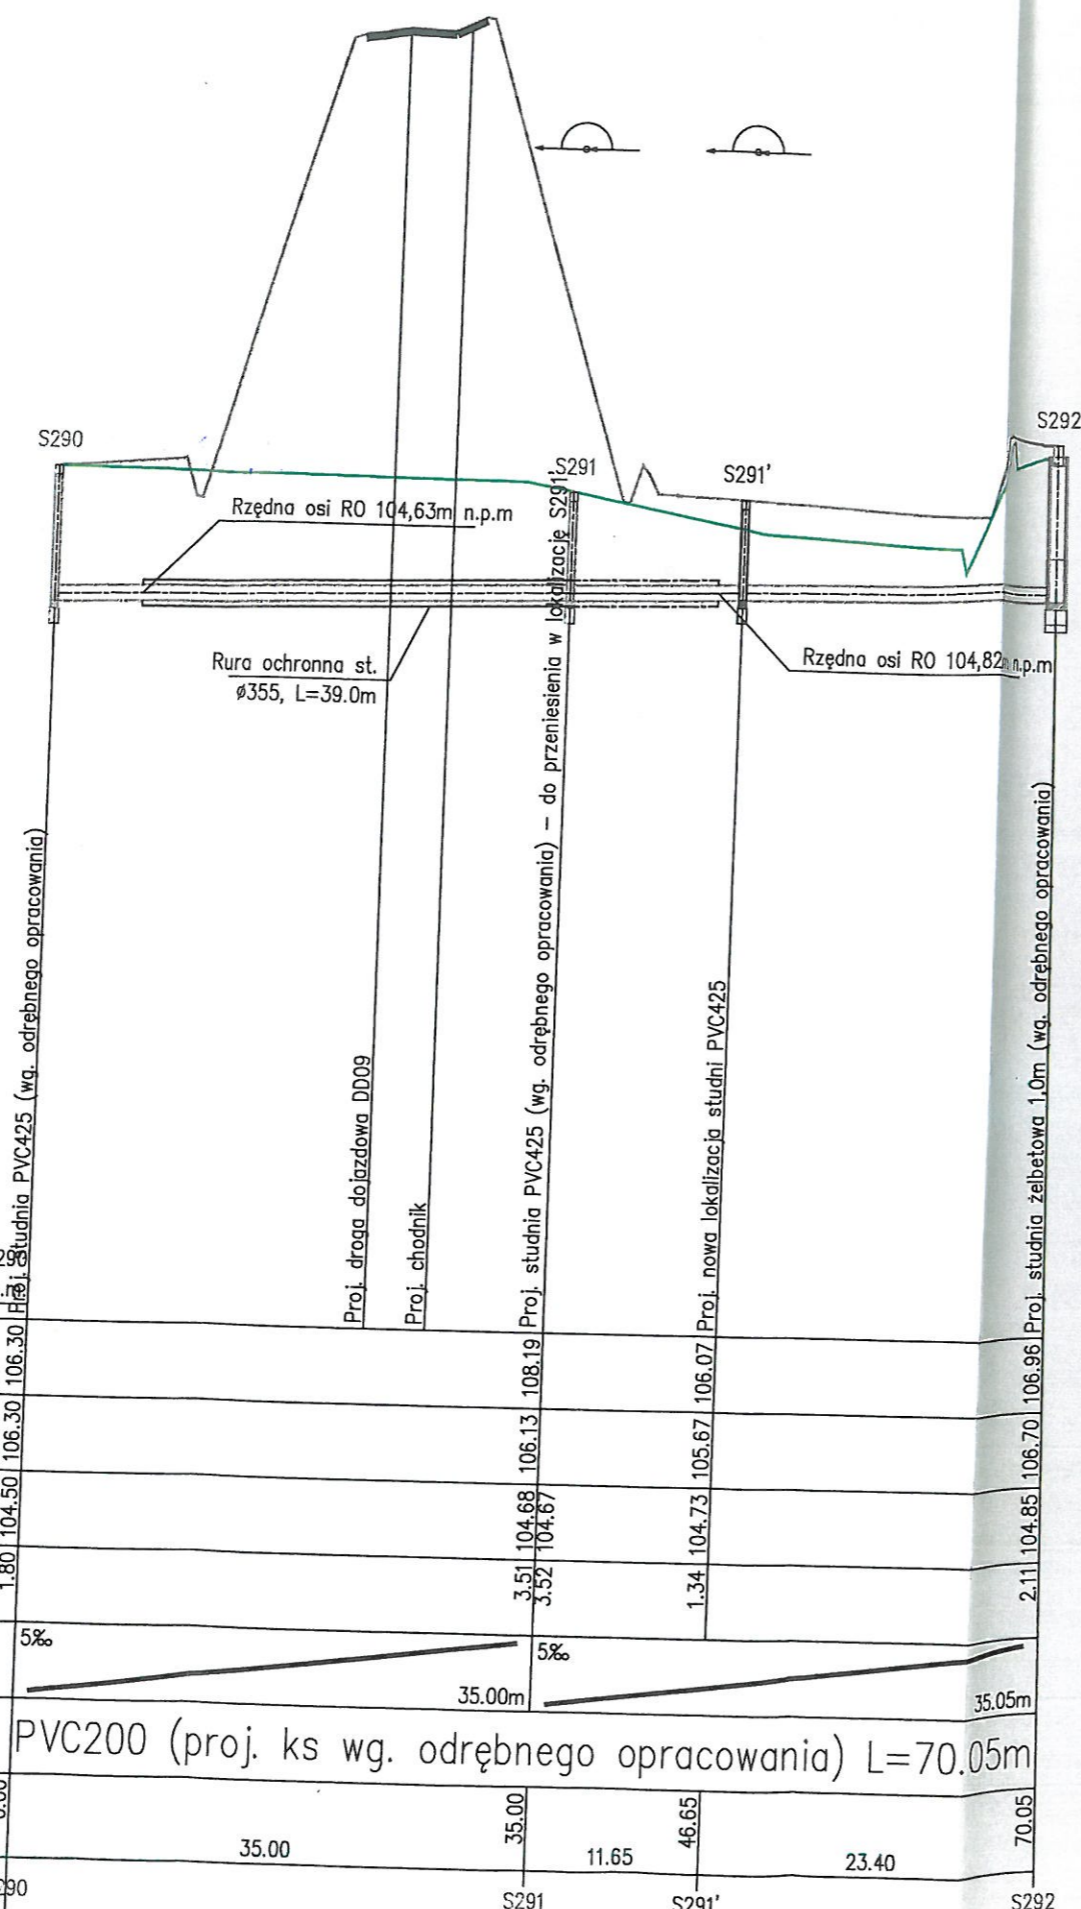 S290
S291
S291'
S292
Rzędna osi RO 104,63m n.p.m
Rura ochronna st.
ø355, L=39.0m
Rzędna osi RO 104,82m n.p.m
Proj. studnia PVC425 (wg. odrębnego opracowania)
Proj. droga dojazdowa DD09
Proj. chodnik
Proj. studnia PVC425 (wg. odrębnego opracowania) – do przeniesienia w lokalizację S291'
Proj. nowa lokalizacja studni PVC425
Proj. studnia żelbetowa 1,0m (wg. odrębnego opracowania)
106.30 108.19 106.07 106.96
106.30 106.13 105.67 106.70
104.50 104.68 104.67 104.73 104.85
1.80 3.51 3.52 1.34 2.11
5‰ 35.00m 5‰ 35.05m
PVC200 (proj. ks wg. odrębnego opracowania) L=70.05m
35.00 46.65 70.05
35.00 11.65 23.40
S291 S291' S292